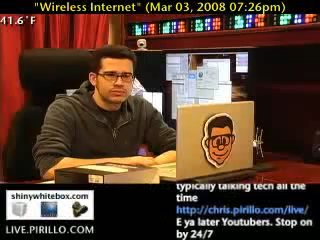 "Wireless Internet" (Mar 03, 2008 07:26pm)
41.6°F
shinywhitebox.com
LIVE.PIRILLO.COM
typically talking tech all the
time
http://chris.pirillo.com/live/
E ya later Youtubers. Stop on
by 24/7